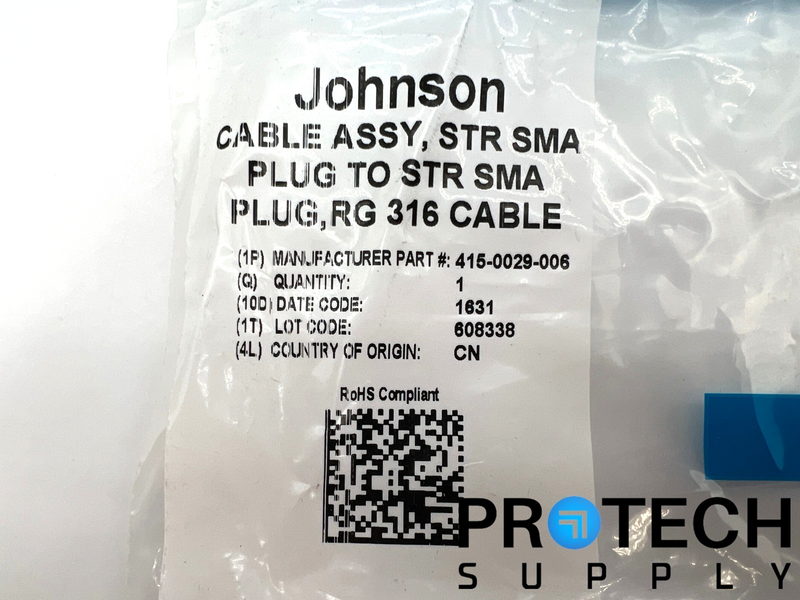 Johnson
CABLE ASSY, STR SMA
PLUG TO STR SMA
PLUG,RG 316 CABLE
(1P) MANUFACTURER PART #: 415-0029-006
(Q) QUANTITY: 1
(10D) DATE CODE: 1631
(1T) LOT CODE: 608338
(4L) COUNTRY OF ORIGIN: CN
RoHS Compliant
PROTECH
SUPPLY